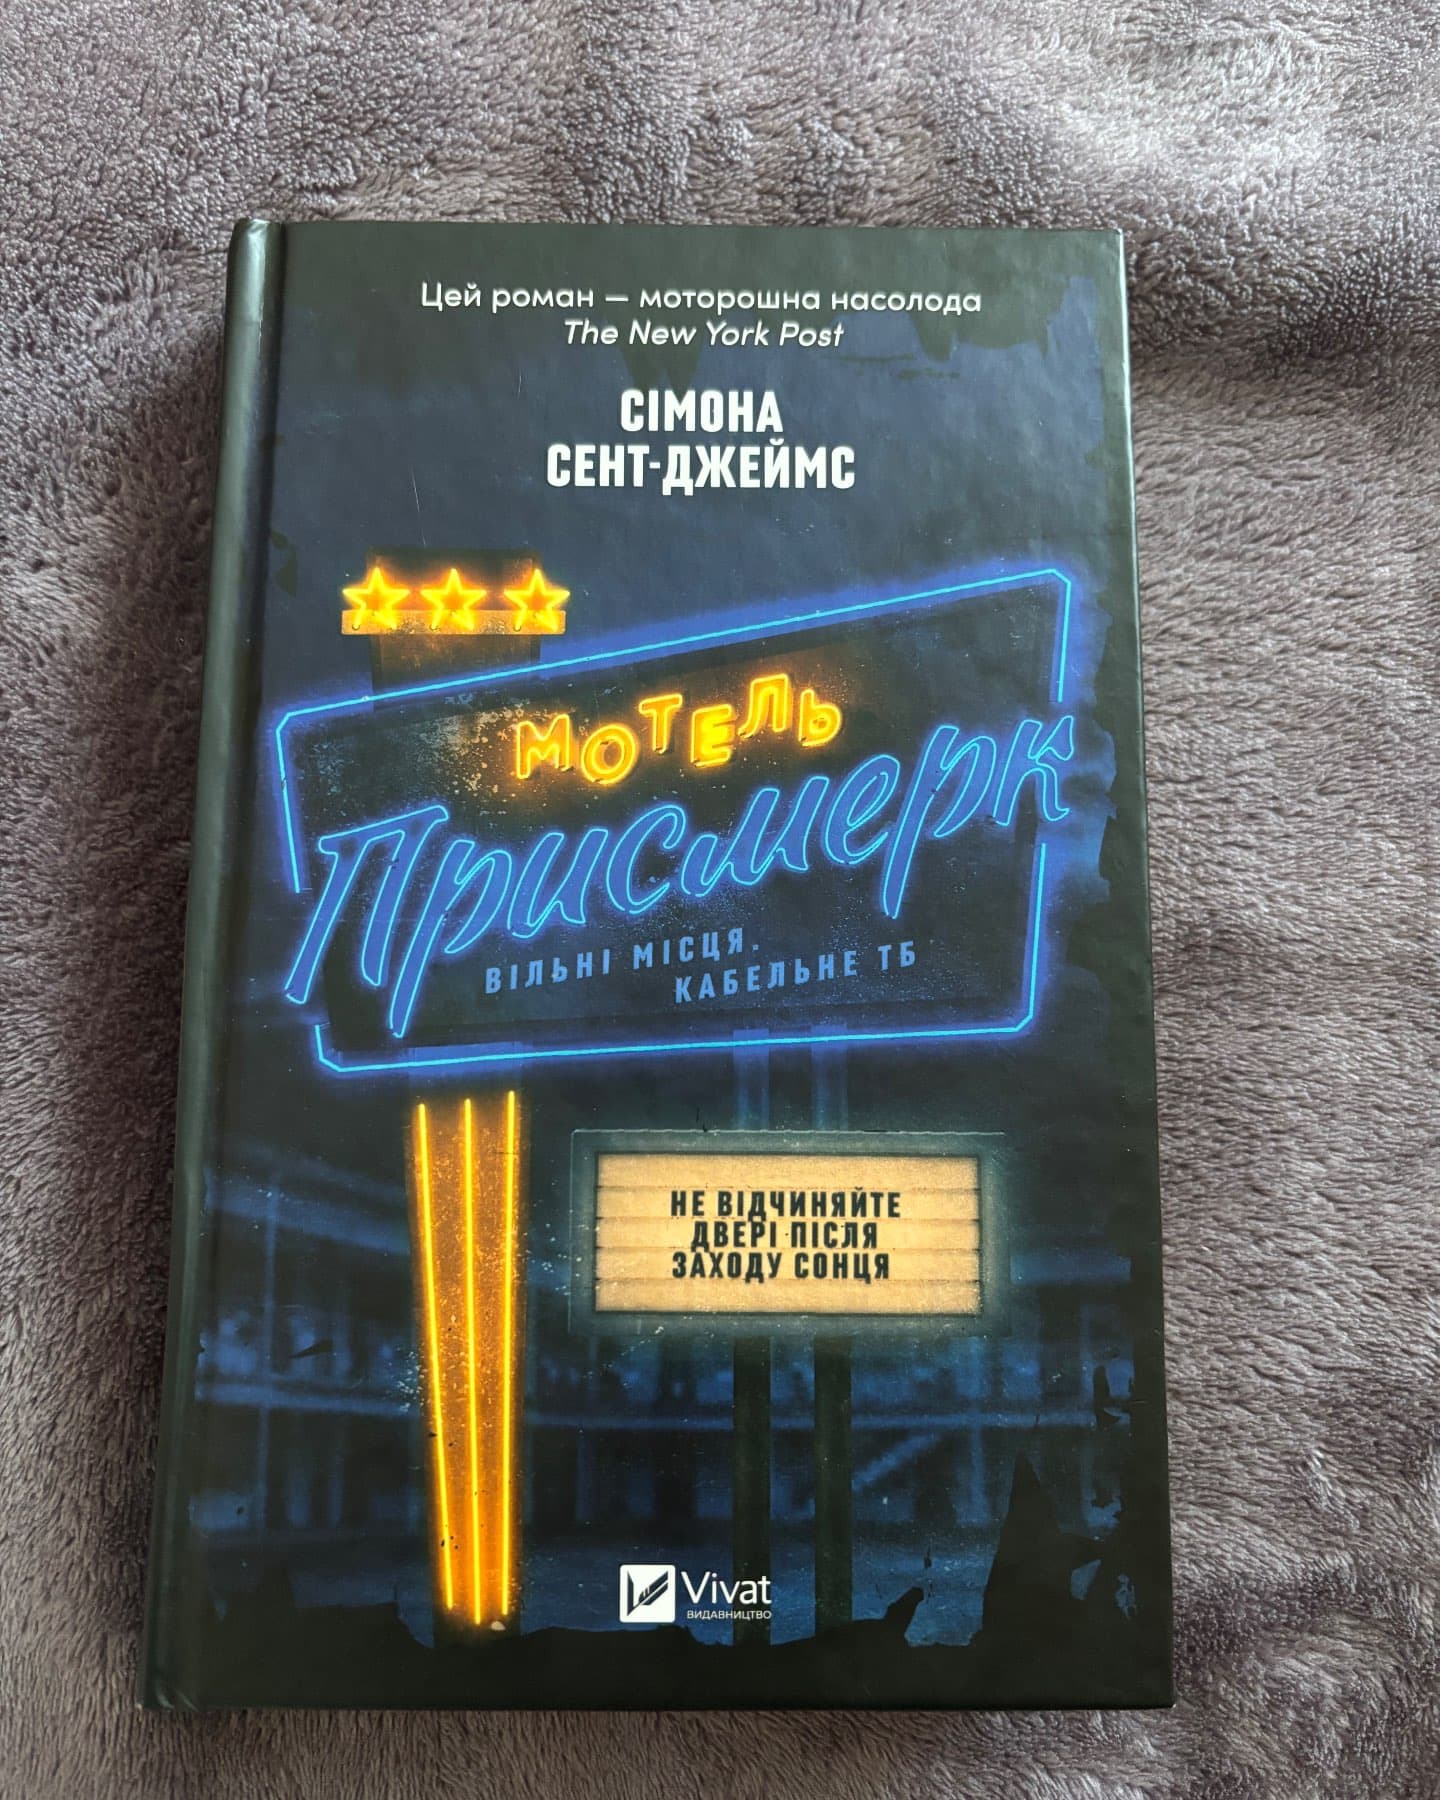 Цей роман — моторошна насолода
The New York Post
СІМОНА
СЕНТ-ДЖЕЙМС
МОТЕЛЬ
Присмерк
ВІЛЬНІ МІСЦЯ.
КАБЕЛЬНЕ ТБ
НЕ ВІДЧИНЯЙТЕ
ДВЕРІ ПІСЛЯ
ЗАХОДУ СОНЦЯ
Vivat
ВИДАВНИЦТВО